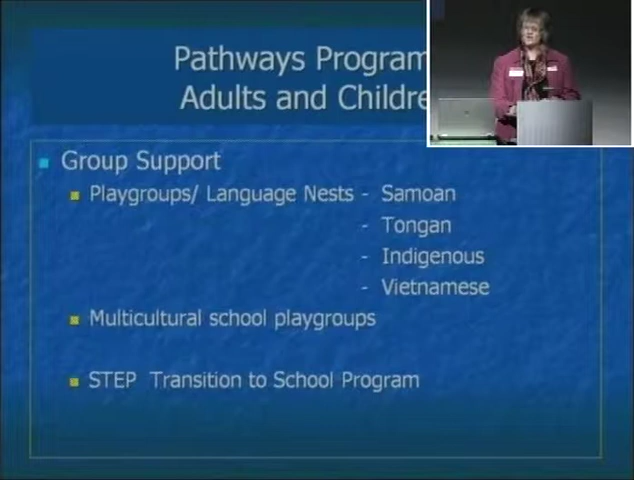 Pathways Program
Adults and Childre
Group Support
Playgroups/ Language Nests - Samoan
- Tongan
- Indigenous
- Vietnamese
Multicultural school playgroups
STEP Transition to School Program